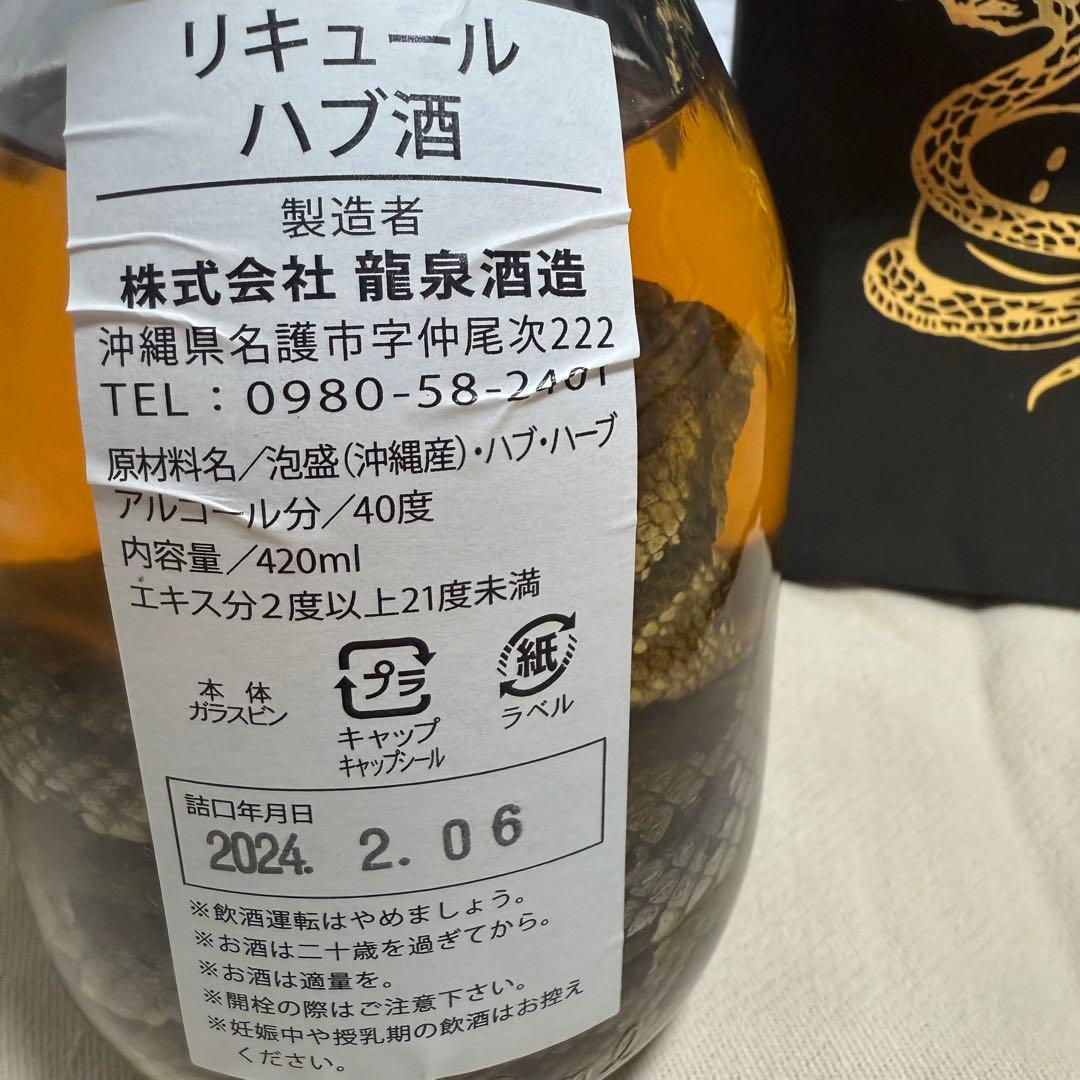 リキュール
ハブ酒
製造者
株式会社 龍泉酒造
沖縄県名護市字仲尾次222
TEL：0980-58-2401
原材料名／泡盛(沖縄産)・ハブ・ハーブ
アルコール分／40度
内容量／420ml
エキス分2度以上21度未満
本体
ガラスビン
プラ
キャップ
キャップシール
紙
ラベル
詰口年月日
2024. 2. 06
※飲酒運転はやめましょう。
※お酒は二十歳を過ぎてから。
※お酒は適量を。
※開栓の際はご注意下さい。
※妊娠中や授乳期の飲酒はお控え
ください。